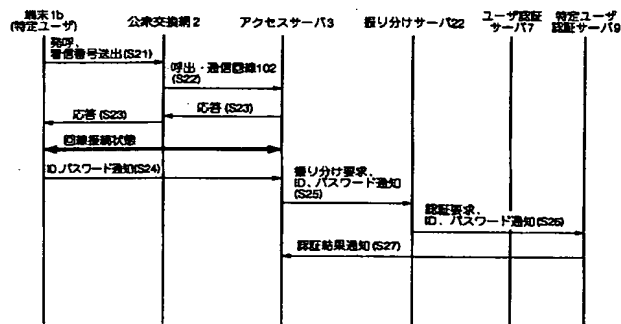 端末1b
(特定ユーザ)
公衆交換網2
アクセスサーバ3
振り分けサーバ22
ユーザ認証
サーバ7
特定ユーザ
認証サーバ9
発呼、
着信番号送出(S21)
呼出・通信回線102
(S22)
応答(S23)
応答(S23)
回線接続状態
ID、パスワード通知(S24)
振り分け要求、
ID、パスワード通知
(S25)
認証要求、
ID、パスワード通知(S26)
認証結果通知(S27)